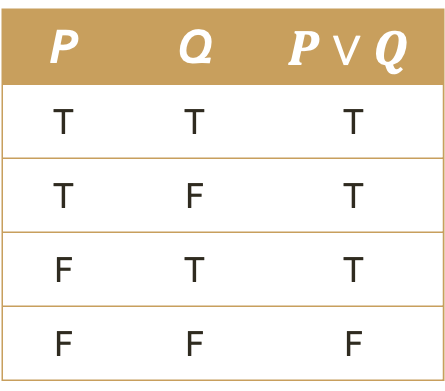 P Q P ∨ Q
T T T
T F T
F T T
F F F